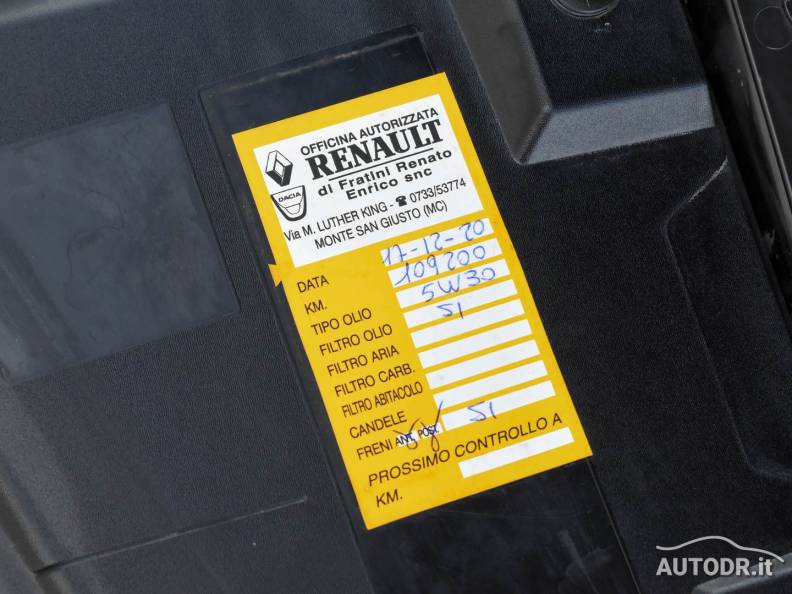 OFFICINA AUTORIZZATA
RENAULT
di Fratini Renato
Enrico snc
DACIA
Via M. LUTHER KING - ☎ 0733/53774
MONTE SAN GIUSTO (MC)
DATA 17-12-20
KM. 109200
TIPO OLIO 5W30
FILTRO OLIO SI
FILTRO ARIA
FILTRO CARB.
FILTRO ABITACOLO
CANDELE
FRENI ANT. POST. SI
PROSSIMO CONTROLLO A
KM.
AUTODR.it